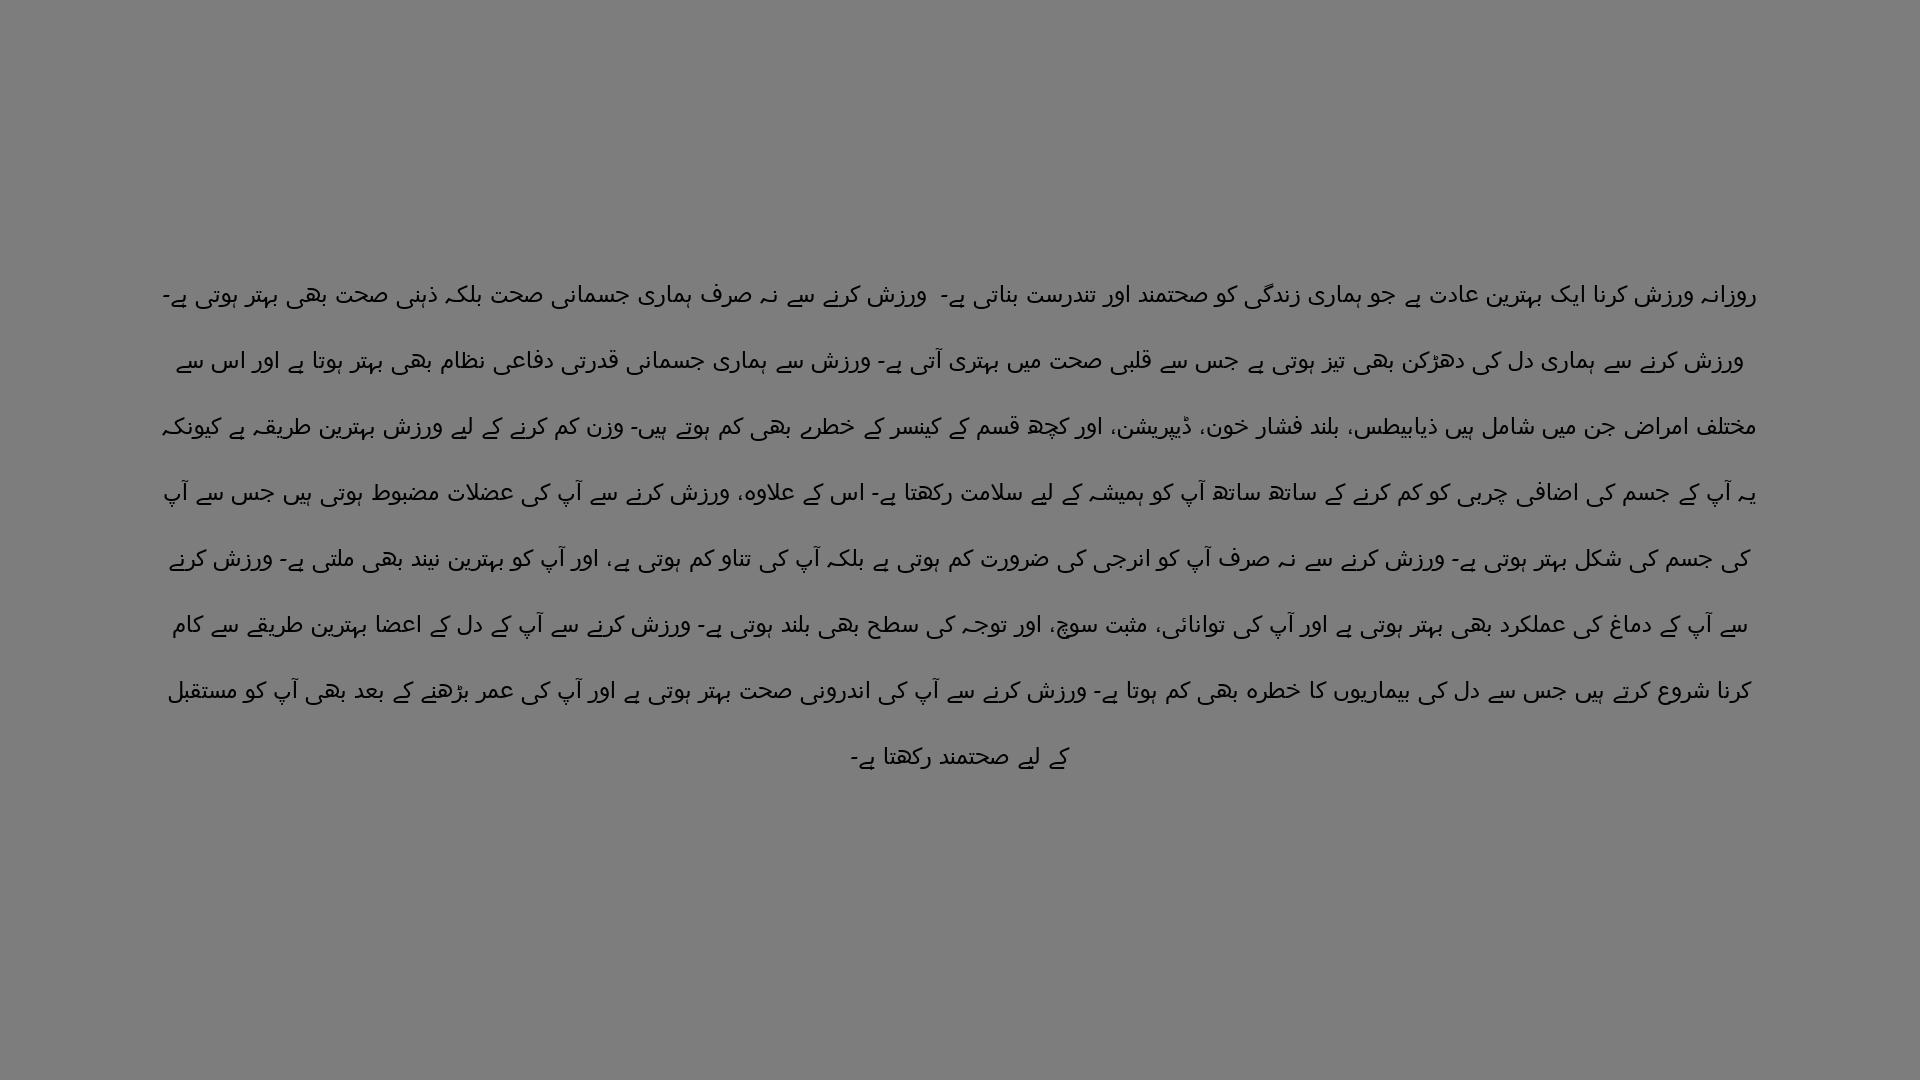 روزانہ ورزش کرنا ایک بہترین عادت ہے جو ہماری زندگی کو صحتمند اور تندرست بناتی ہے۔ ورزش کرنے سے نہ صرف ہماری جسمانی صحت بلکہ ذہنی صحت بھی بہتر ہوتی ہے۔
ورزش کرنے سے ہماری دل کی دھڑکن بھی تیز ہوتی ہے جس سے قلبی صحت میں بہتری آتی ہے۔ ورزش سے ہماری جسمانی قدرتی دفاعی نظام بھی بہتر ہوتا ہے اور اس سے
مختلف امراض جن میں شامل ہیں ذیابیطس، بلند فشار خون، ڈیپریشن، اور کچھ قسم کے کینسر کے خطرے بھی کم ہوتے ہیں۔ وزن کم کرنے کے لیے ورزش بہترین طریقہ ہے کیونکہ
یہ آپ کے جسم کی اضافی چربی کو کم کرنے کے ساتھ ساتھ آپ کو ہمیشہ کے لیے سلامت رکھتا ہے۔ اس کے علاوہ، ورزش کرنے سے آپ کی عضلات مضبوط ہوتی ہیں جس سے آپ
کی جسم کی شکل بہتر ہوتی ہے۔ ورزش کرنے سے نہ صرف آپ کو انرجی کی ضرورت کم ہوتی ہے بلکہ آپ کی تناو کم ہوتی ہے، اور آپ کو بہترین نیند بھی ملتی ہے۔ ورزش کرنے
سے آپ کے دماغ کی عملکرد بھی بہتر ہوتی ہے اور آپ کی توانائی، مثبت سوچ، اور توجہ کی سطح بھی بلند ہوتی ہے۔ ورزش کرنے سے آپ کے دل کے اعضا بہترین طریقے سے کام
کرنا شروع کرتے ہیں جس سے دل کی بیماریوں کا خطرہ بھی کم ہوتا ہے۔ ورزش کرنے سے آپ کی اندرونی صحت بہتر ہوتی ہے اور آپ کی عمر بڑھنے کے بعد بھی آپ کو مستقبل
کے لیے صحتمند رکھتا ہے۔